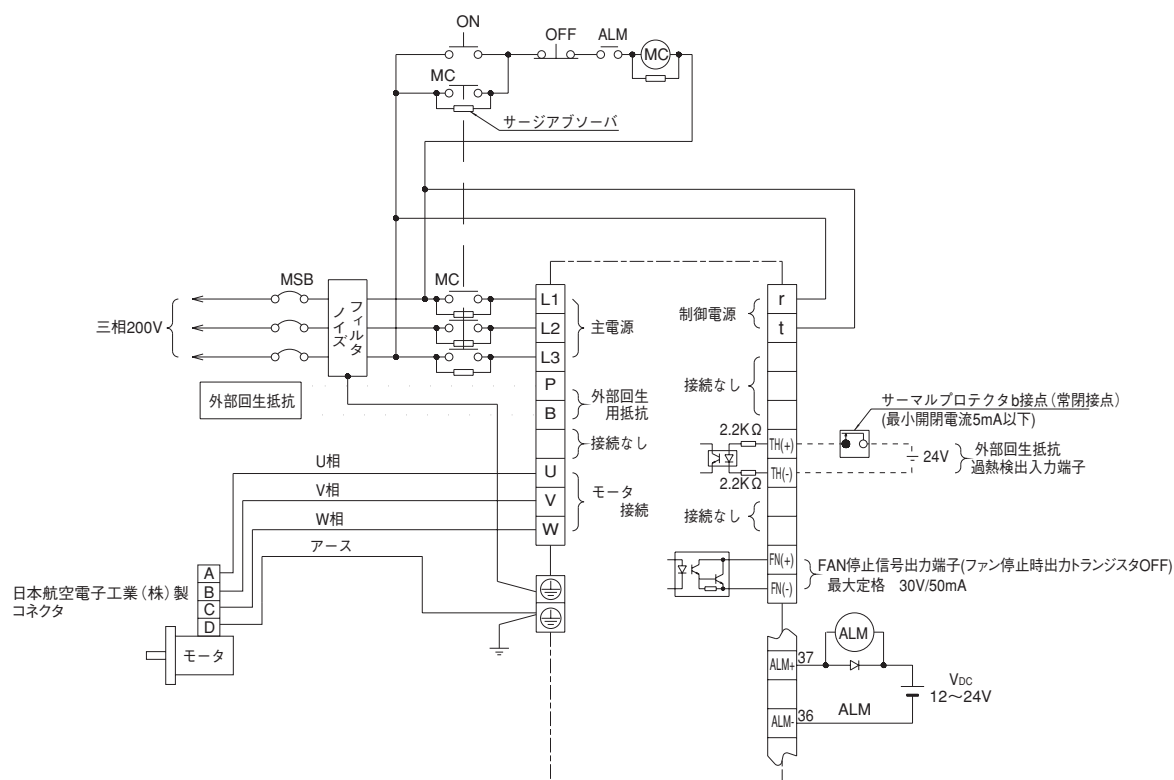 ON
OFF
ALM
MC
MC
サージアブソーバ
MSB
ノイズ
フィルタ
MC
三相200V
L1
L2
L3
P
B
U
V
W
主電源
外部回生抵抗
外部回生
用抵抗
接続なし
U相
V相
W相
アース
モータ
接続
日本航空電子工業(株)製
コネクタ
A
B
C
D
モータ
制御電源
r
t
接続なし
サーマルプロテクタb接点(常閉接点)
(最小開閉電流5mA以下)
2.2KΩ
TH(+)
24V
外部回生抵抗
過熱検出入力端子
TH(-)
2.2KΩ
接続なし
FN(+)
FN(-)
FAN停止信号出力端子(ファン停止時出力トランジスタOFF)
最大定格 30V/50mA
ALM
ALM+
37
VDC
12~24V
ALM-
36
ALM